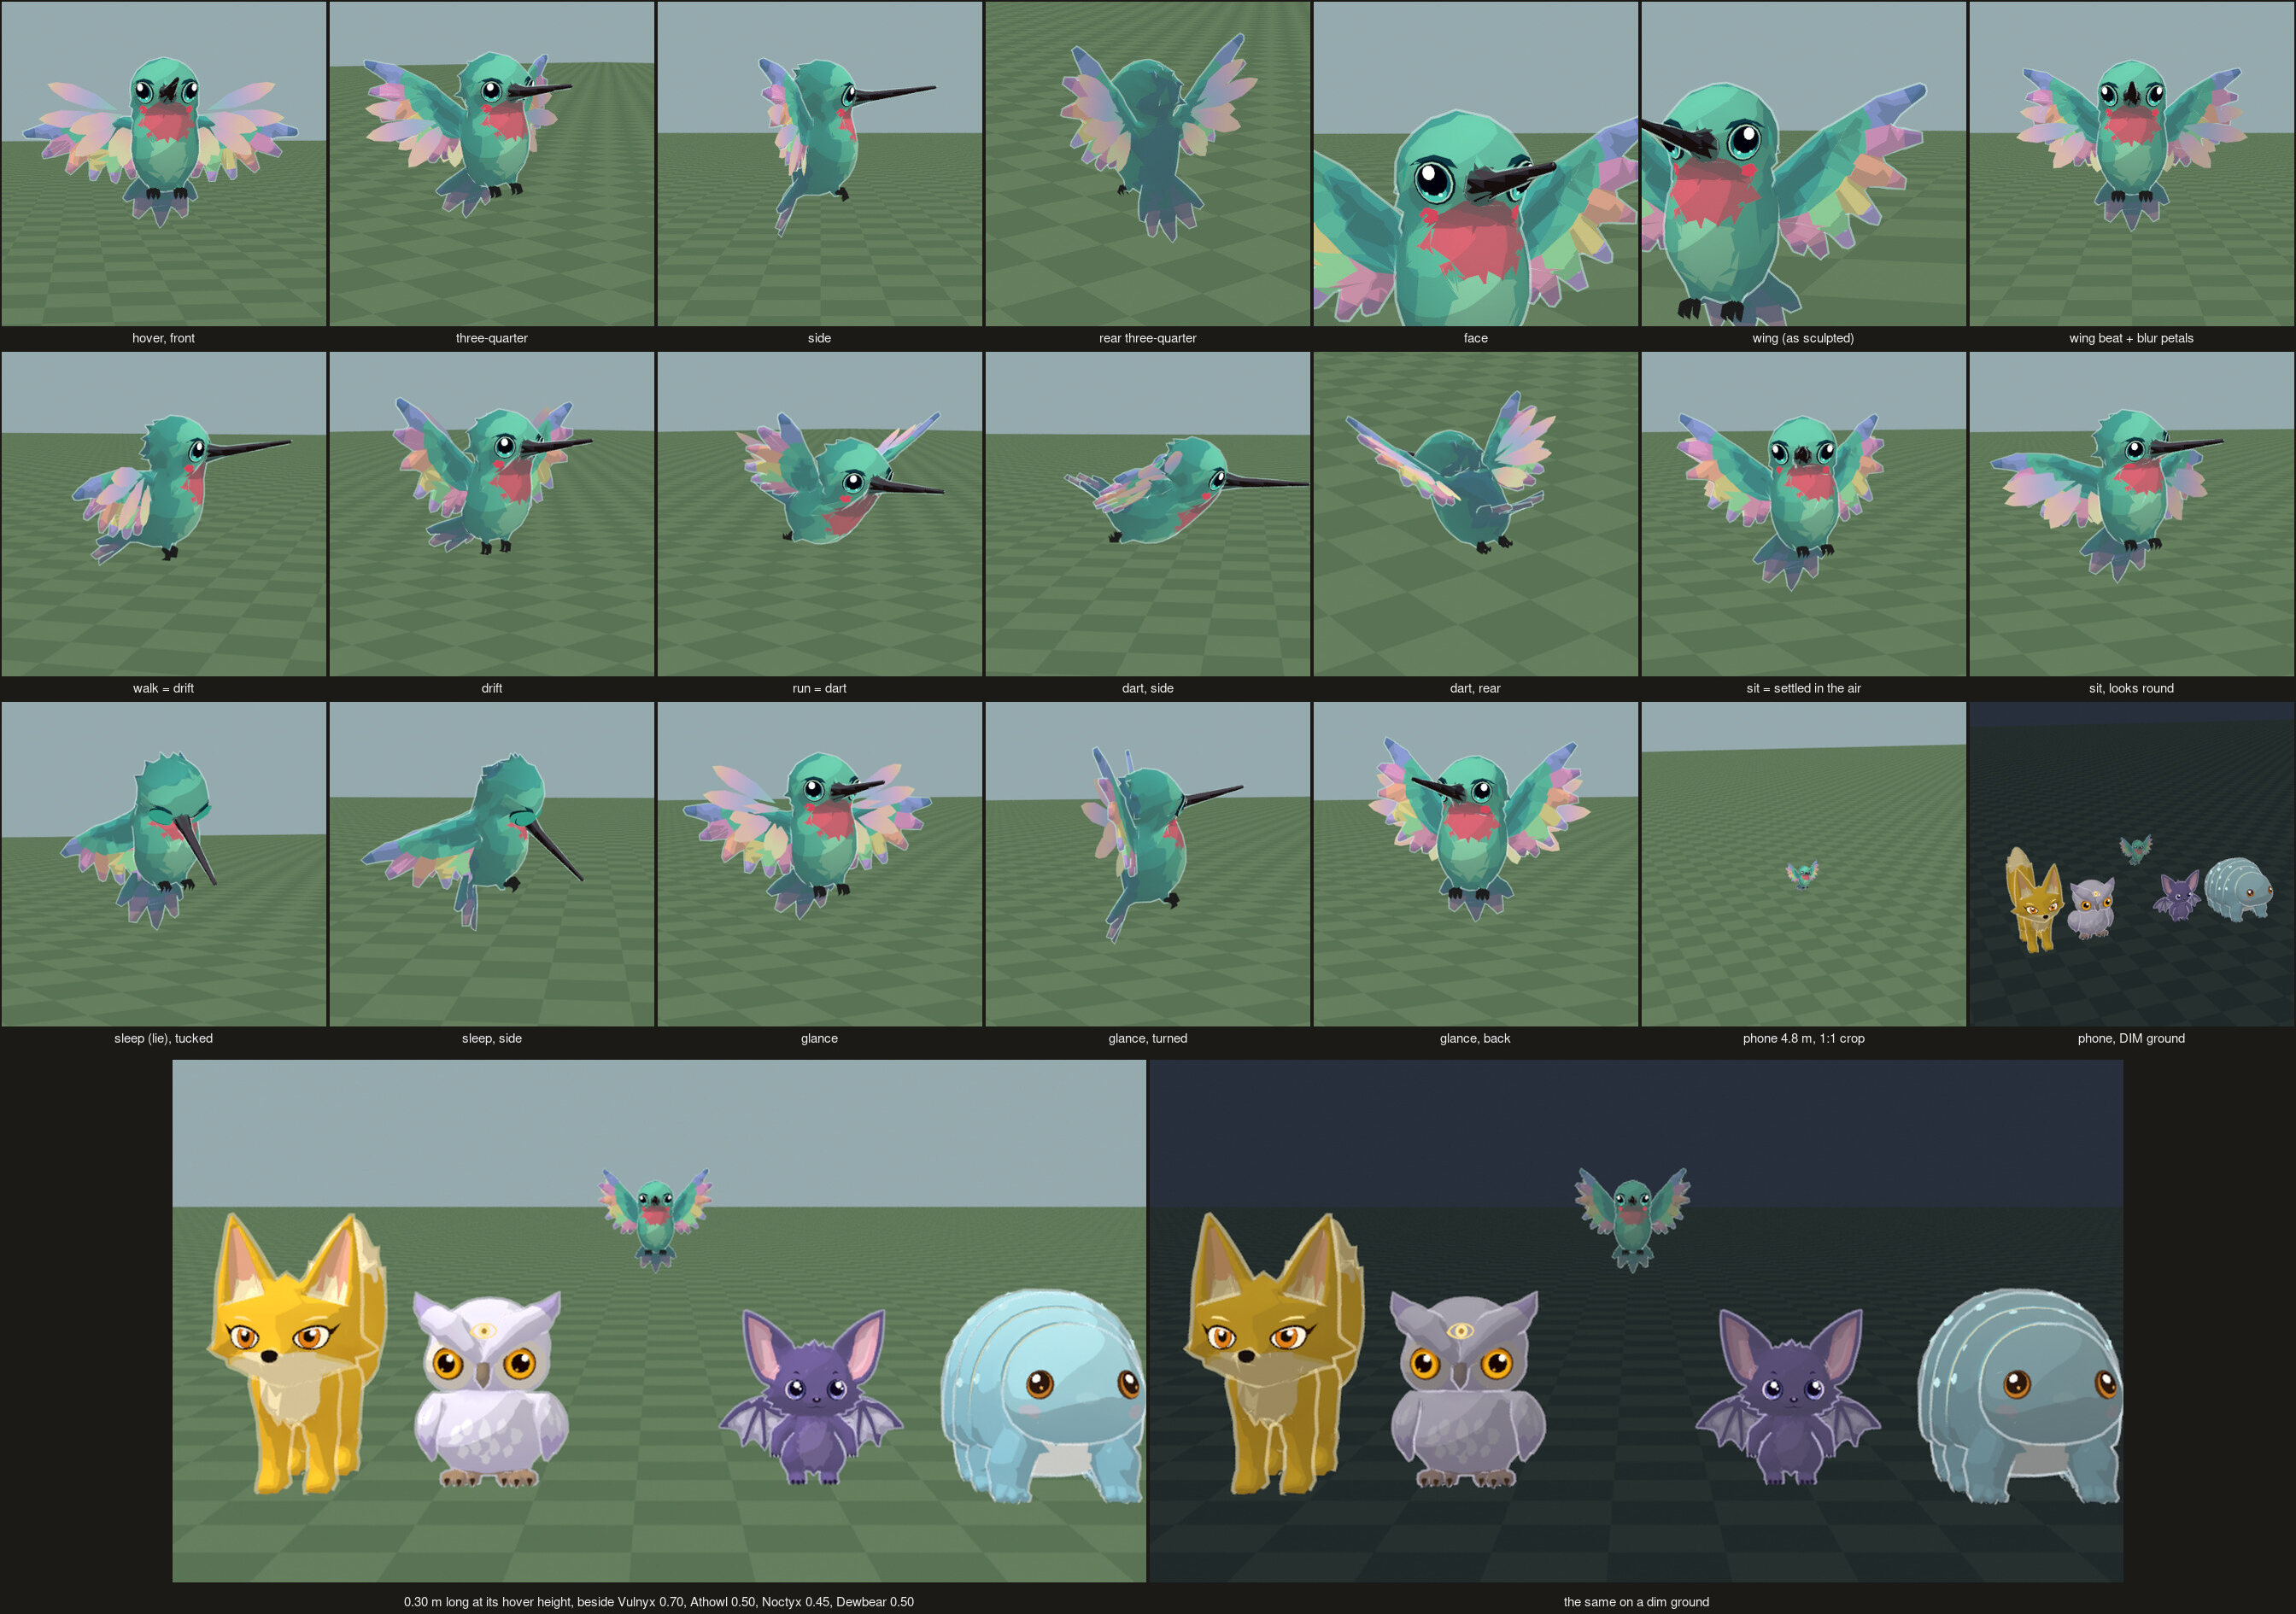 hover, front
three-quarter
side
rear three-quarter
face
wing (as sculpted)
wing beat + blur petals
walk = drift
drift
run = dart
dart, side
dart, rear
sit = settled in the air
sit, looks round
sleep (lie), tucked
sleep, side
glance
glance, turned
glance, back
phone 4.8 m, 1:1 crop
phone, DIM ground
0.30 m long at its hover height, beside Vulnyx 0.70, Athowl 0.50, Noctyx 0.45, Dewbear 0.50
the same on a dim ground